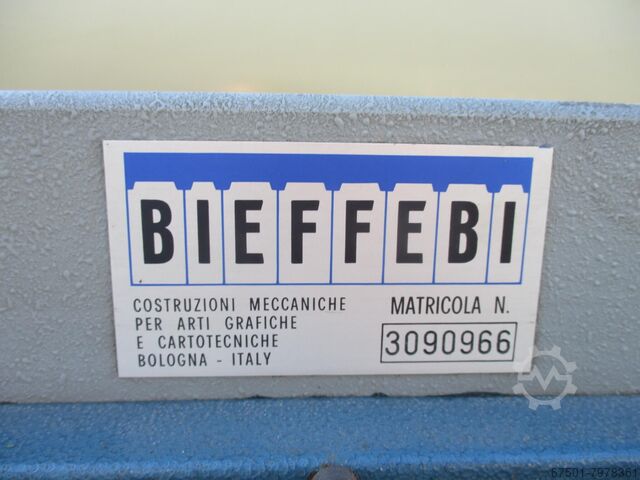 BIEFFEBI
COSTRUZIONI MECCANICHE
PER ARTI GRAFICHE
E CARTOTECNICHE
BOLOGNA - ITALY
MATRICOLA N.
3090966
67501-7978361